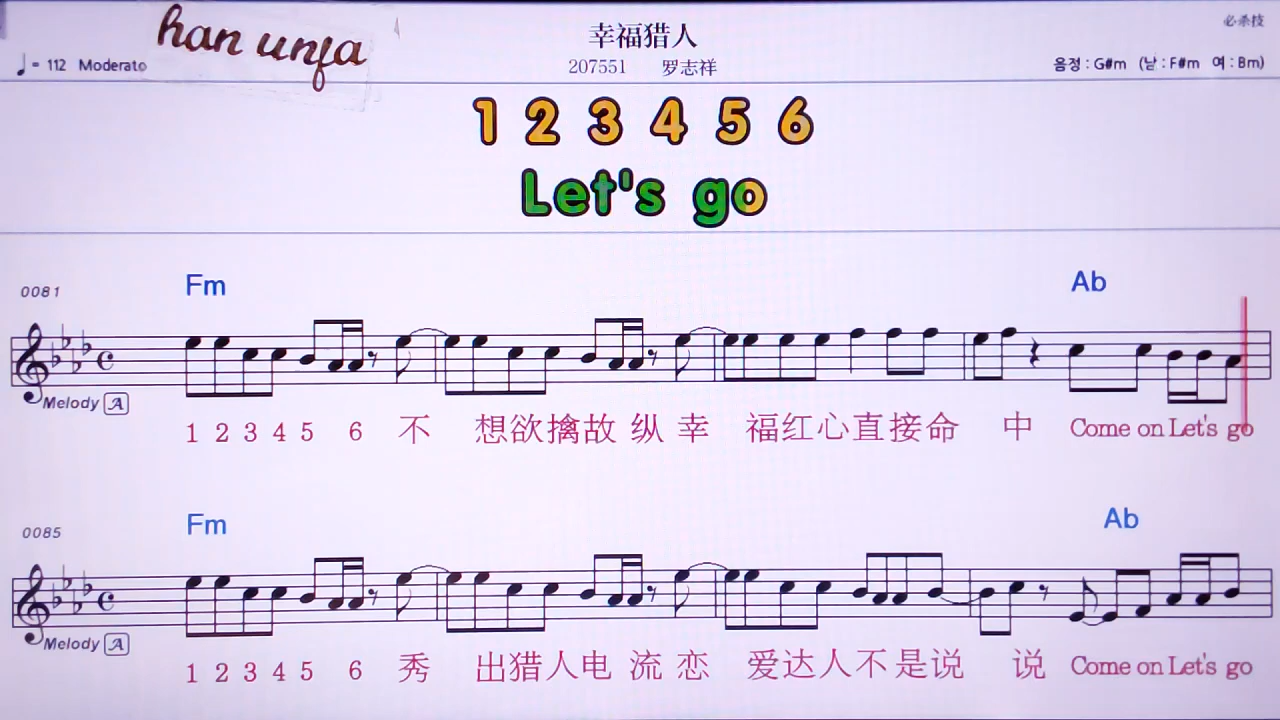 han unfa
幸福猎人
必杀技
♩= 112 Moderato
207551 罗志祥
음정 : G#m (남 : F#m 여 : Bm)
1 2 3 4 5 6
Let's go
Fm Ab
0081
Melody A
1 2 3 4 5 6 不 想欲擒故 纵 幸 福红心直接命 中 Come on Let's go
Fm Ab
0085
Melody A
1 2 3 4 5 6 秀 出猎人电 流 恋 爱达人不是说 说 Come on Let's go